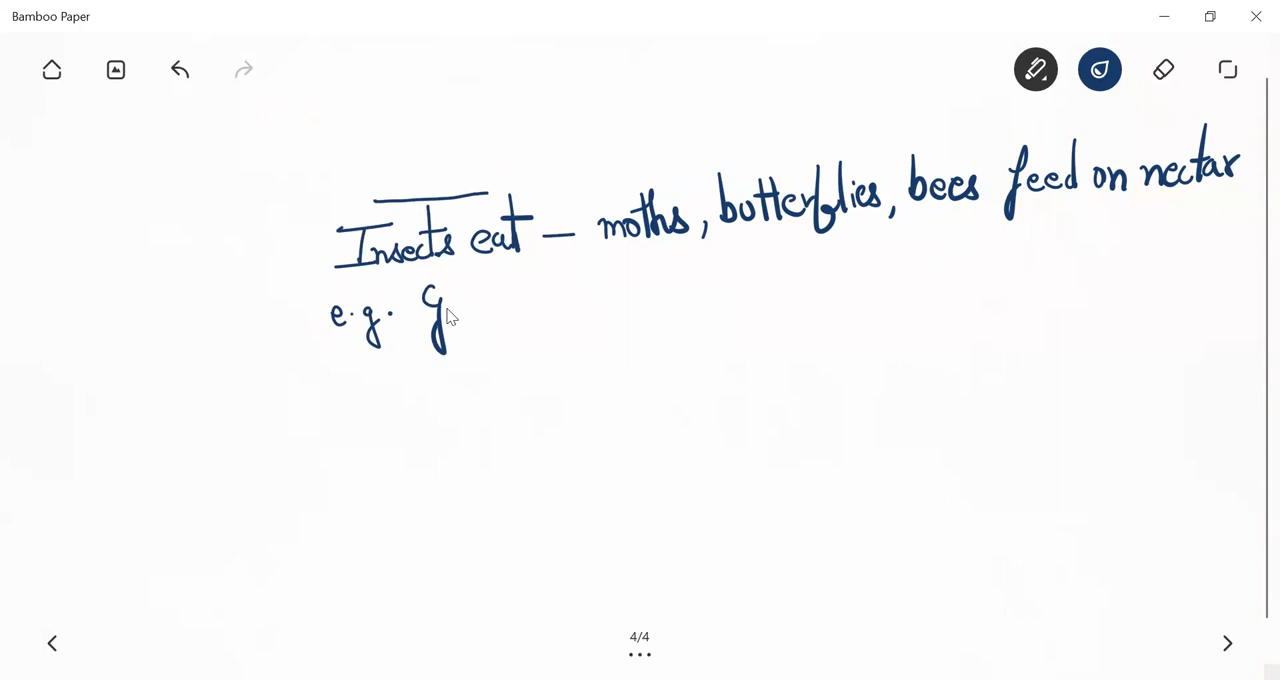 Bamboo Paper
Insects eat – moths, butterflies, bees feed on nectar
e.g. G
4/4